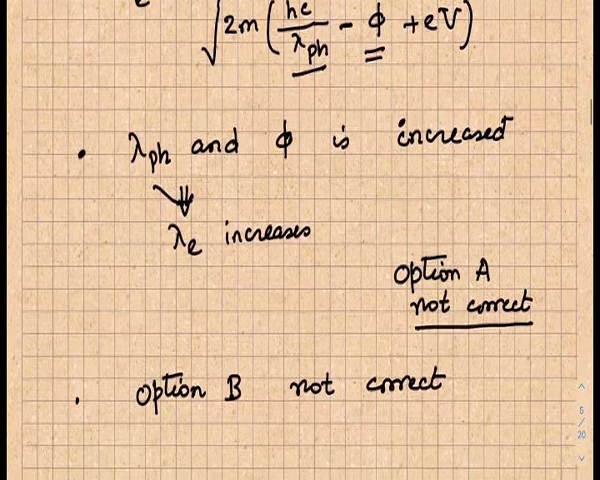 √2m(hc/λph - ϕ + eV)
• λph and ϕ is increased
λe increases
Option A
not correct
• Option B not correct
5
/
20